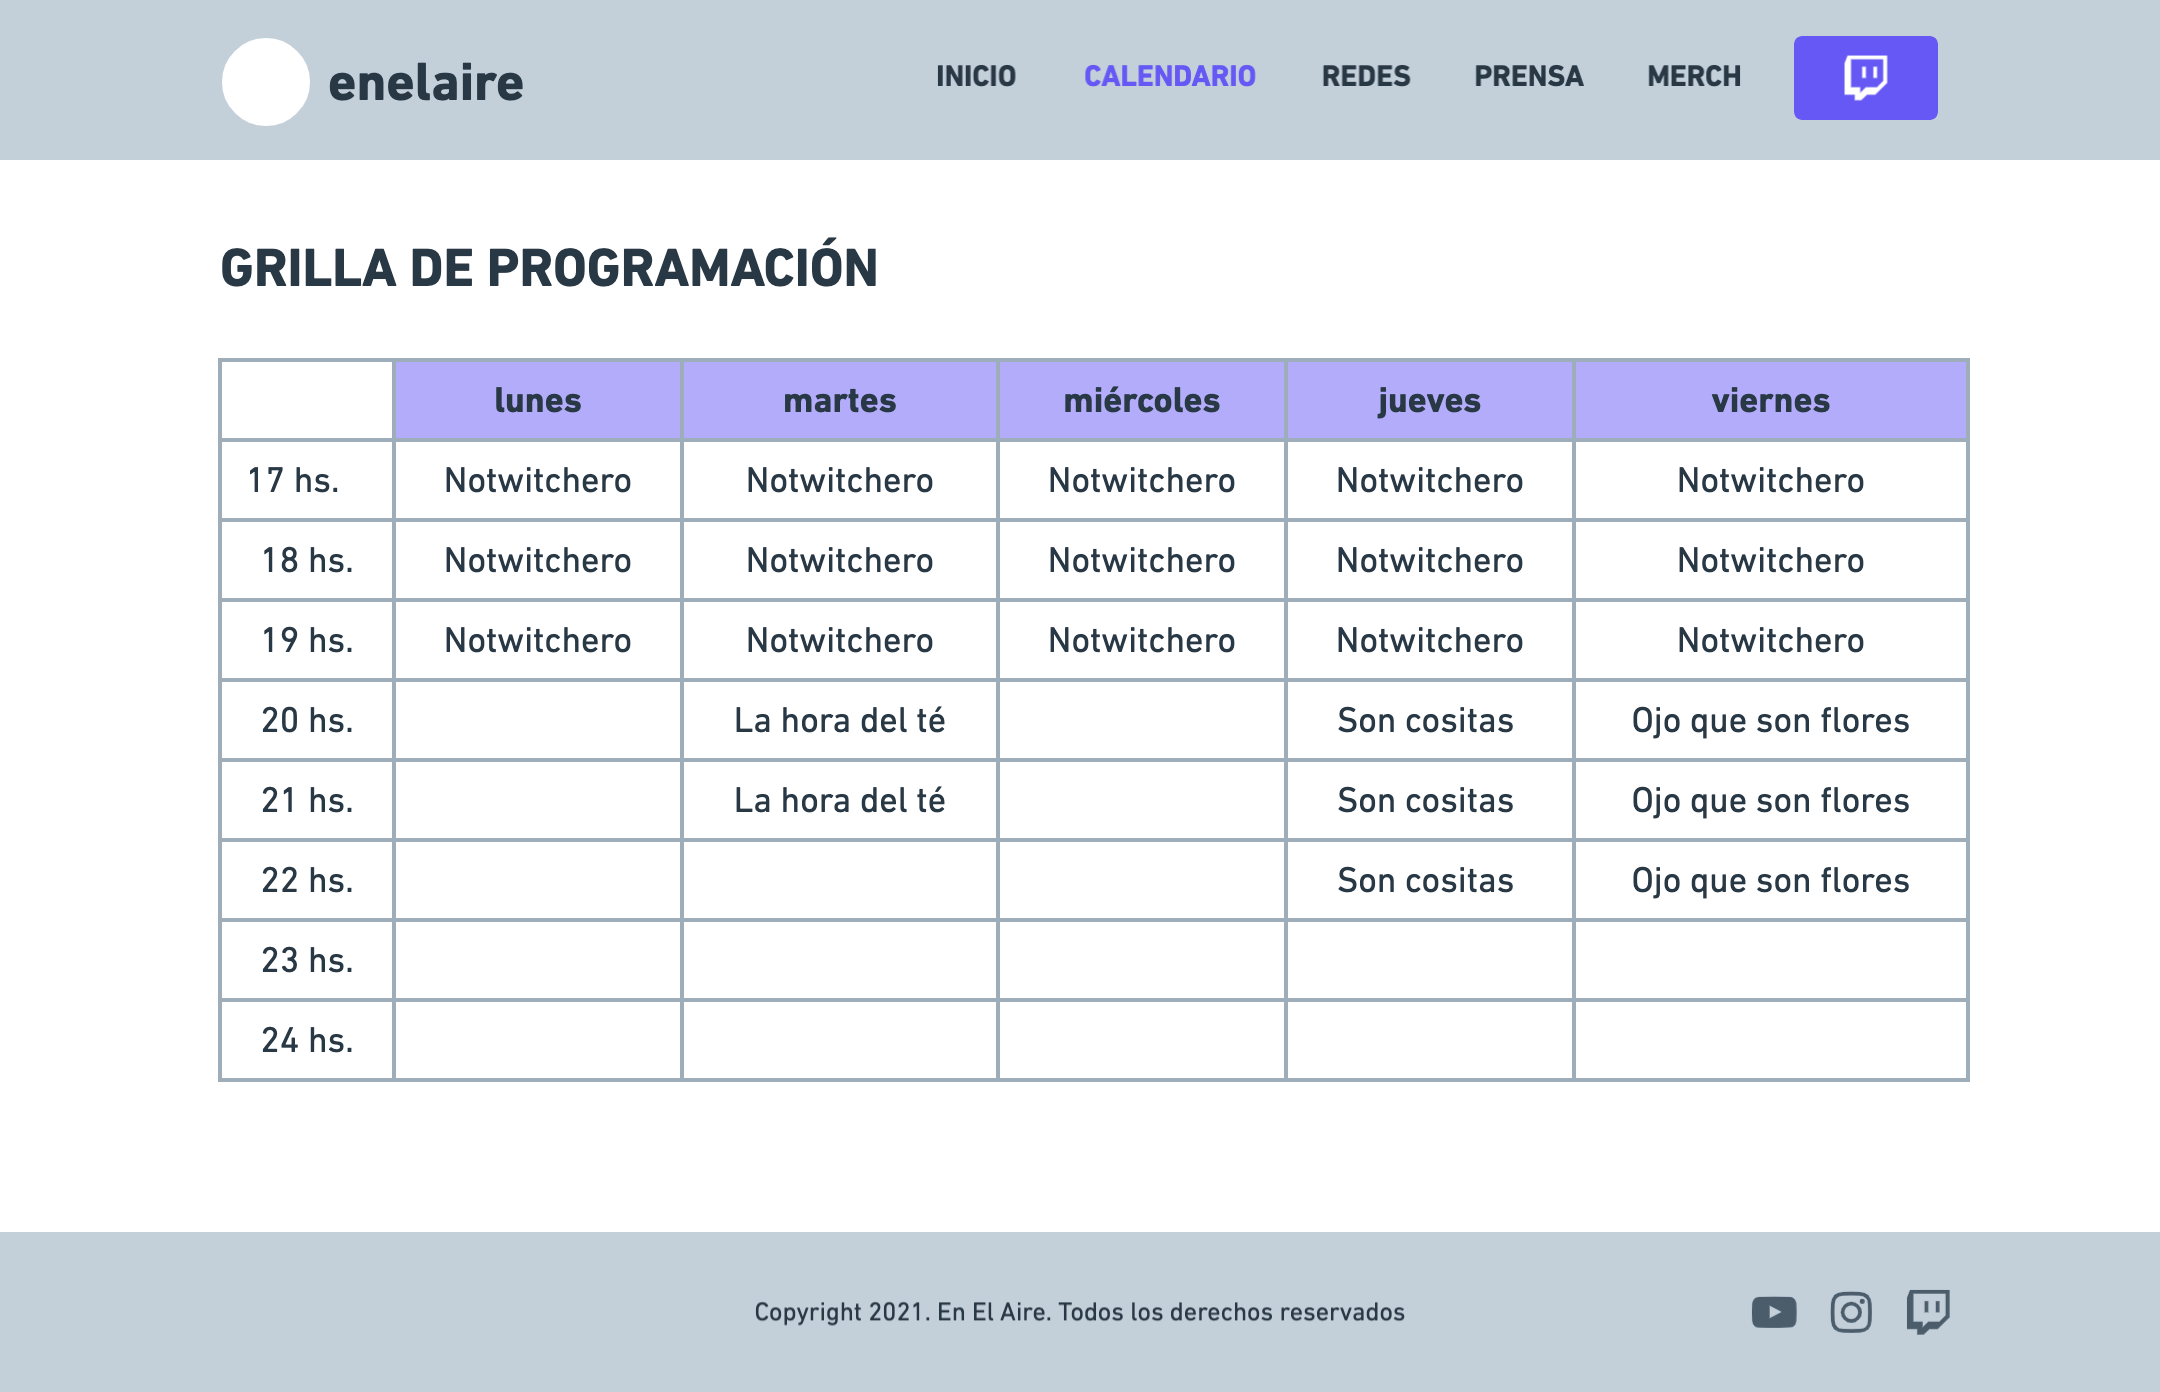 enelaire
INICIO CALENDARIO REDES PRENSA MERCH
GRILLA DE PROGRAMACIÓN
lunes martes miércoles jueves viernes
17 hs. Notwitchero Notwitchero Notwitchero Notwitchero Notwitchero
18 hs. Notwitchero Notwitchero Notwitchero Notwitchero Notwitchero
19 hs. Notwitchero Notwitchero Notwitchero Notwitchero Notwitchero
20 hs. La hora del té Son cositas Ojo que son flores
21 hs. La hora del té Son cositas Ojo que son flores
22 hs. Son cositas Ojo que son flores
23 hs.
24 hs.
Copyright 2021. En El Aire. Todos los derechos reservados